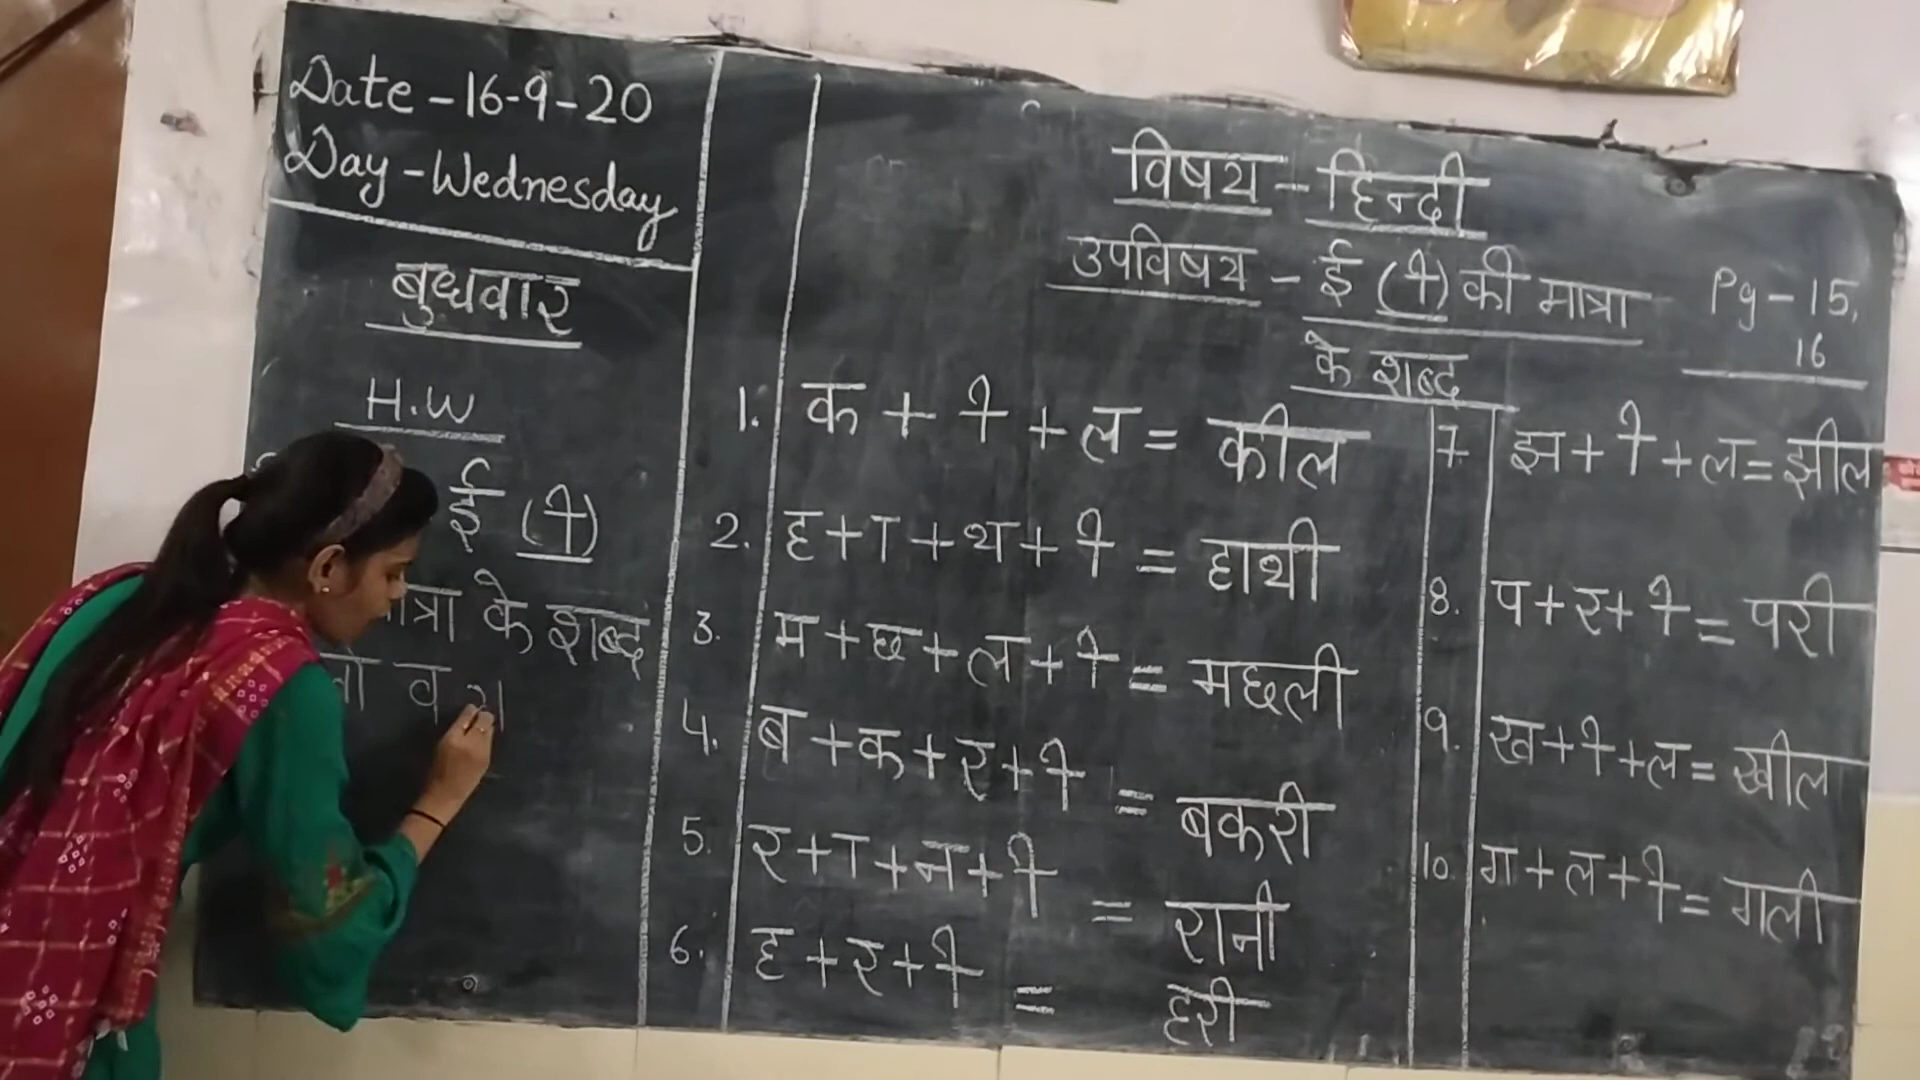 Date-16-9-20
Day-Wednesday
बुधवार
H.W
ई (ी)
मात्रा के शब्द
विषय-हिन्दी
उपविषय-ई (ी) की मात्रा
के शब्द
Pg-15,
16
1. क + ी + ल = कील
2. ह + ा + थ + ी = हाथी
3. म + छ + ल + ी = मछली
4. ब + क + र + ी = बकरी
5. र + ा + न + ी = रानी
6. ह + र + ी = हरी
7. झ + ी + ल = झील
8. प + र + ी = परी
9. ख + ी + ल = खील
10. ग + ल + ी = गली